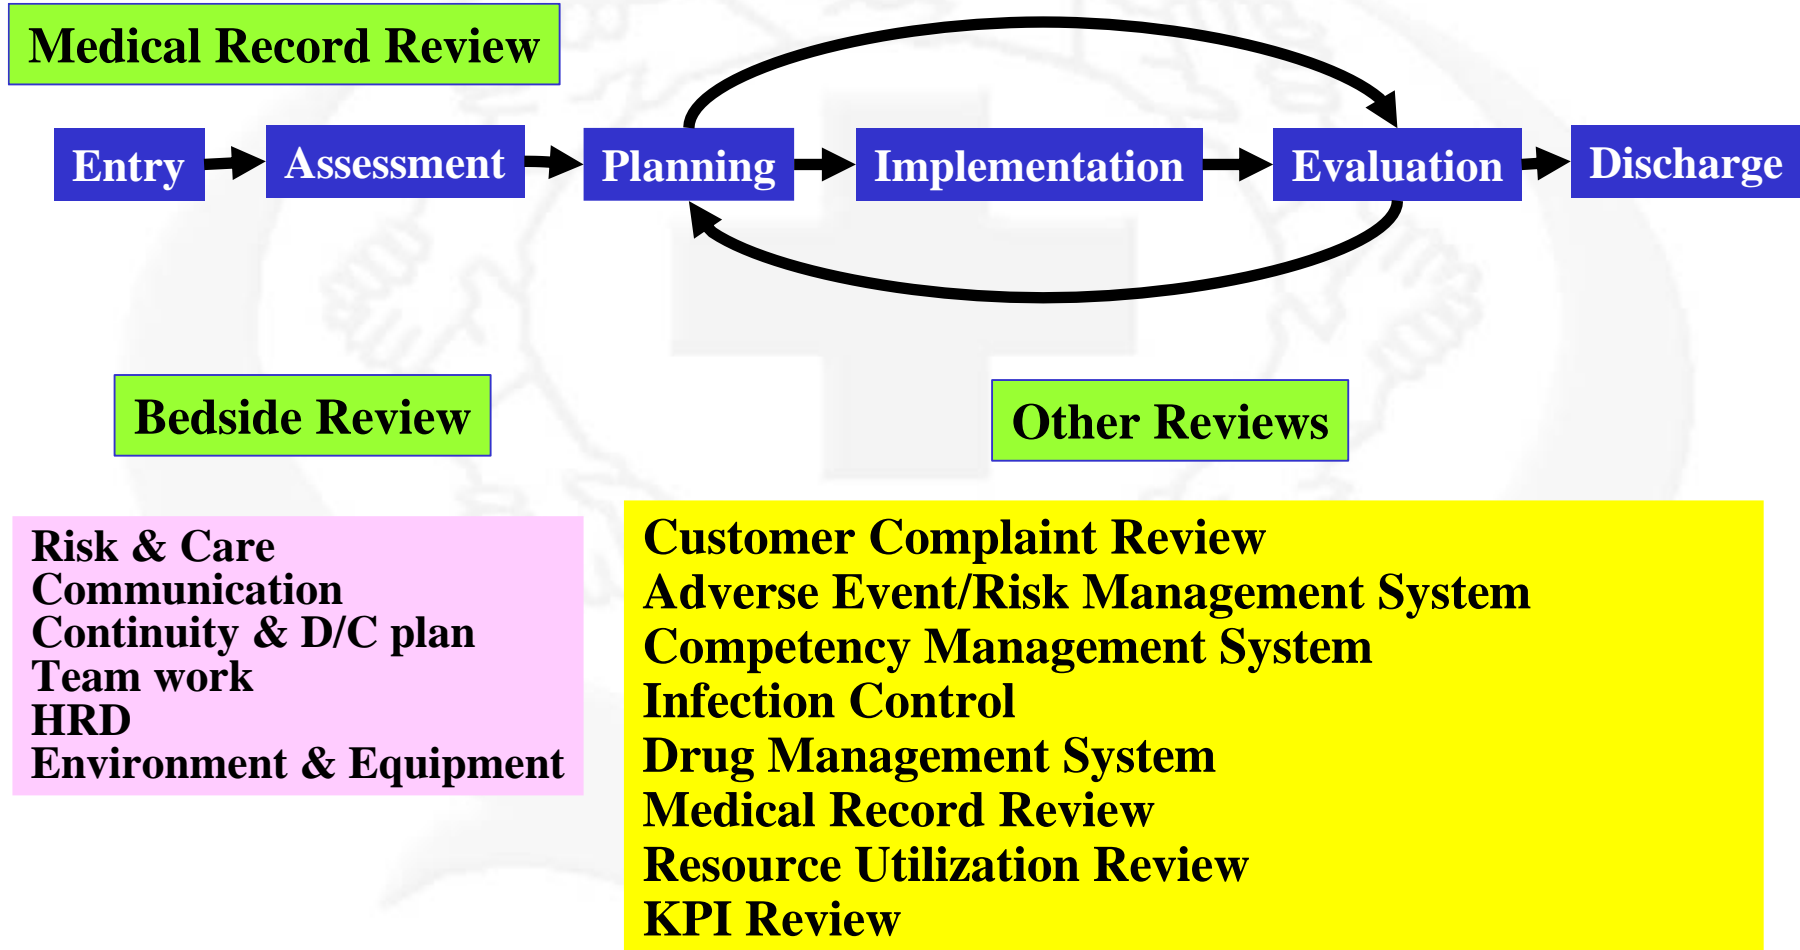 Medical Record Review
Entry
Assessment
Planning
Implementation
Evaluation
Discharge
Bedside Review
Other Reviews
Risk & Care
Communication
Continuity & D/C plan
Team work
HRD
Environment & Equipment
Customer Complaint Review
Adverse Event/Risk Management System
Competency Management System
Infection Control
Drug Management System
Medical Record Review
Resource Utilization Review
KPI Review